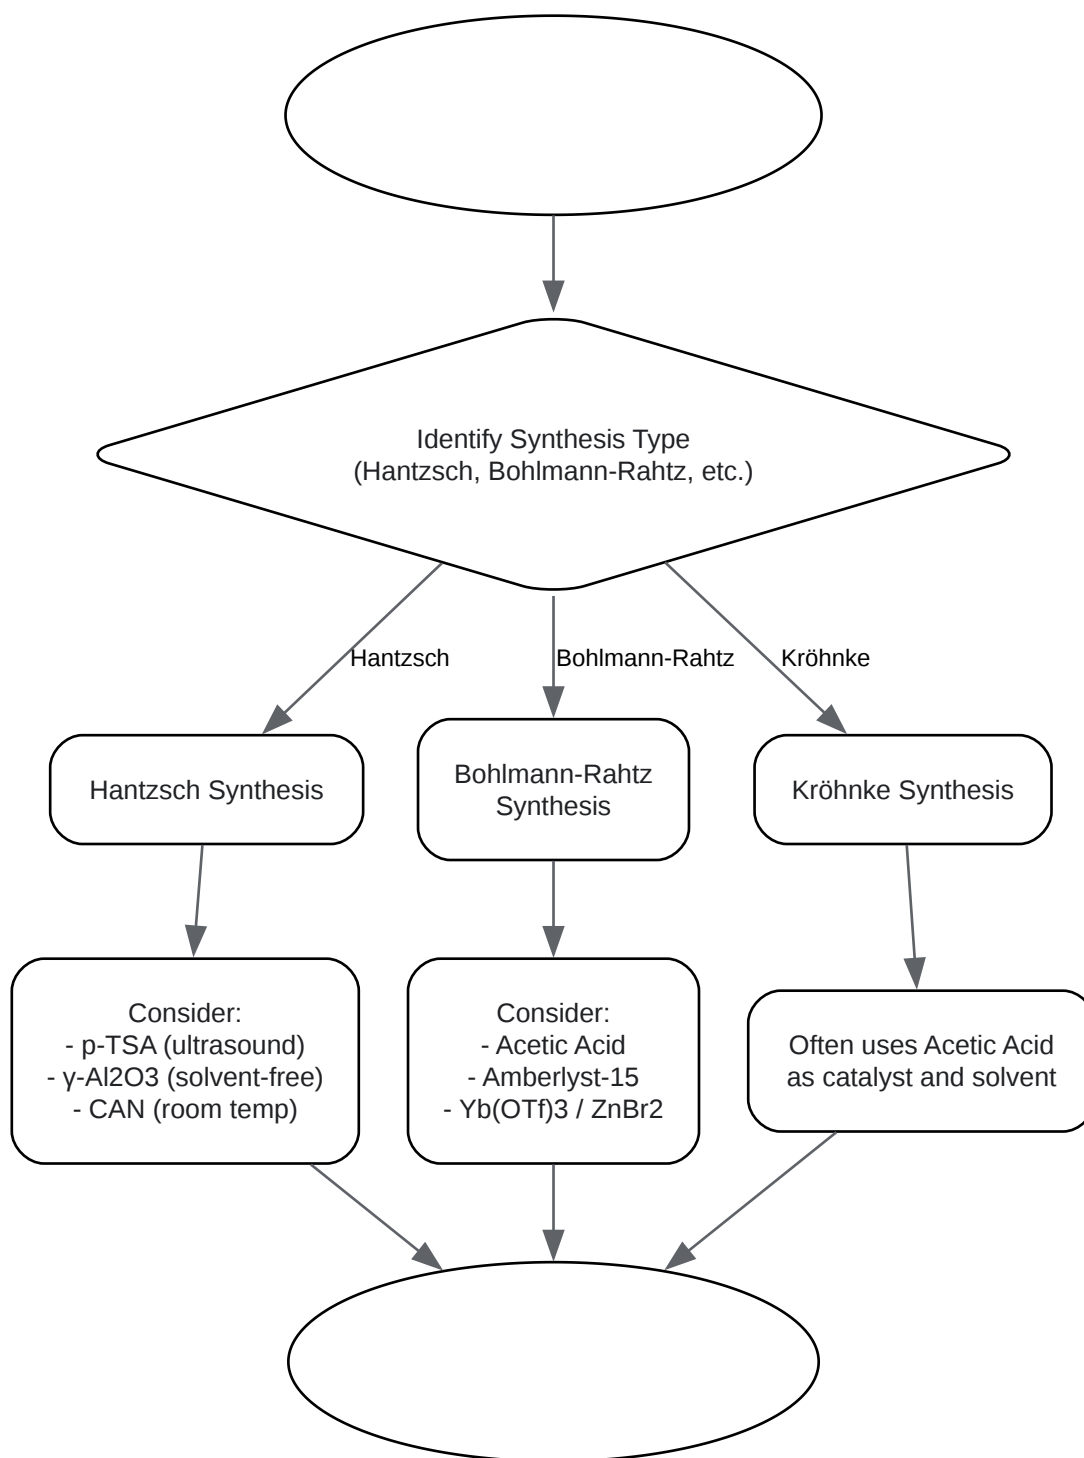 Identify Synthesis Type
(Hantzsch, Bohlmann-Rahtz, etc.)
Hantzsch
Bohlmann-Rahtz
Kröhnke
Hantzsch Synthesis
Bohlmann-Rahtz
Synthesis
Kröhnke Synthesis
Consider:
- p-TSA (ultrasound)
- γ-Al2O3 (solvent-free)
- CAN (room temp)
Consider:
- Acetic Acid
- Amberlyst-15
- Yb(OTf)3 / ZnBr2
Often uses Acetic Acid
as catalyst and solvent